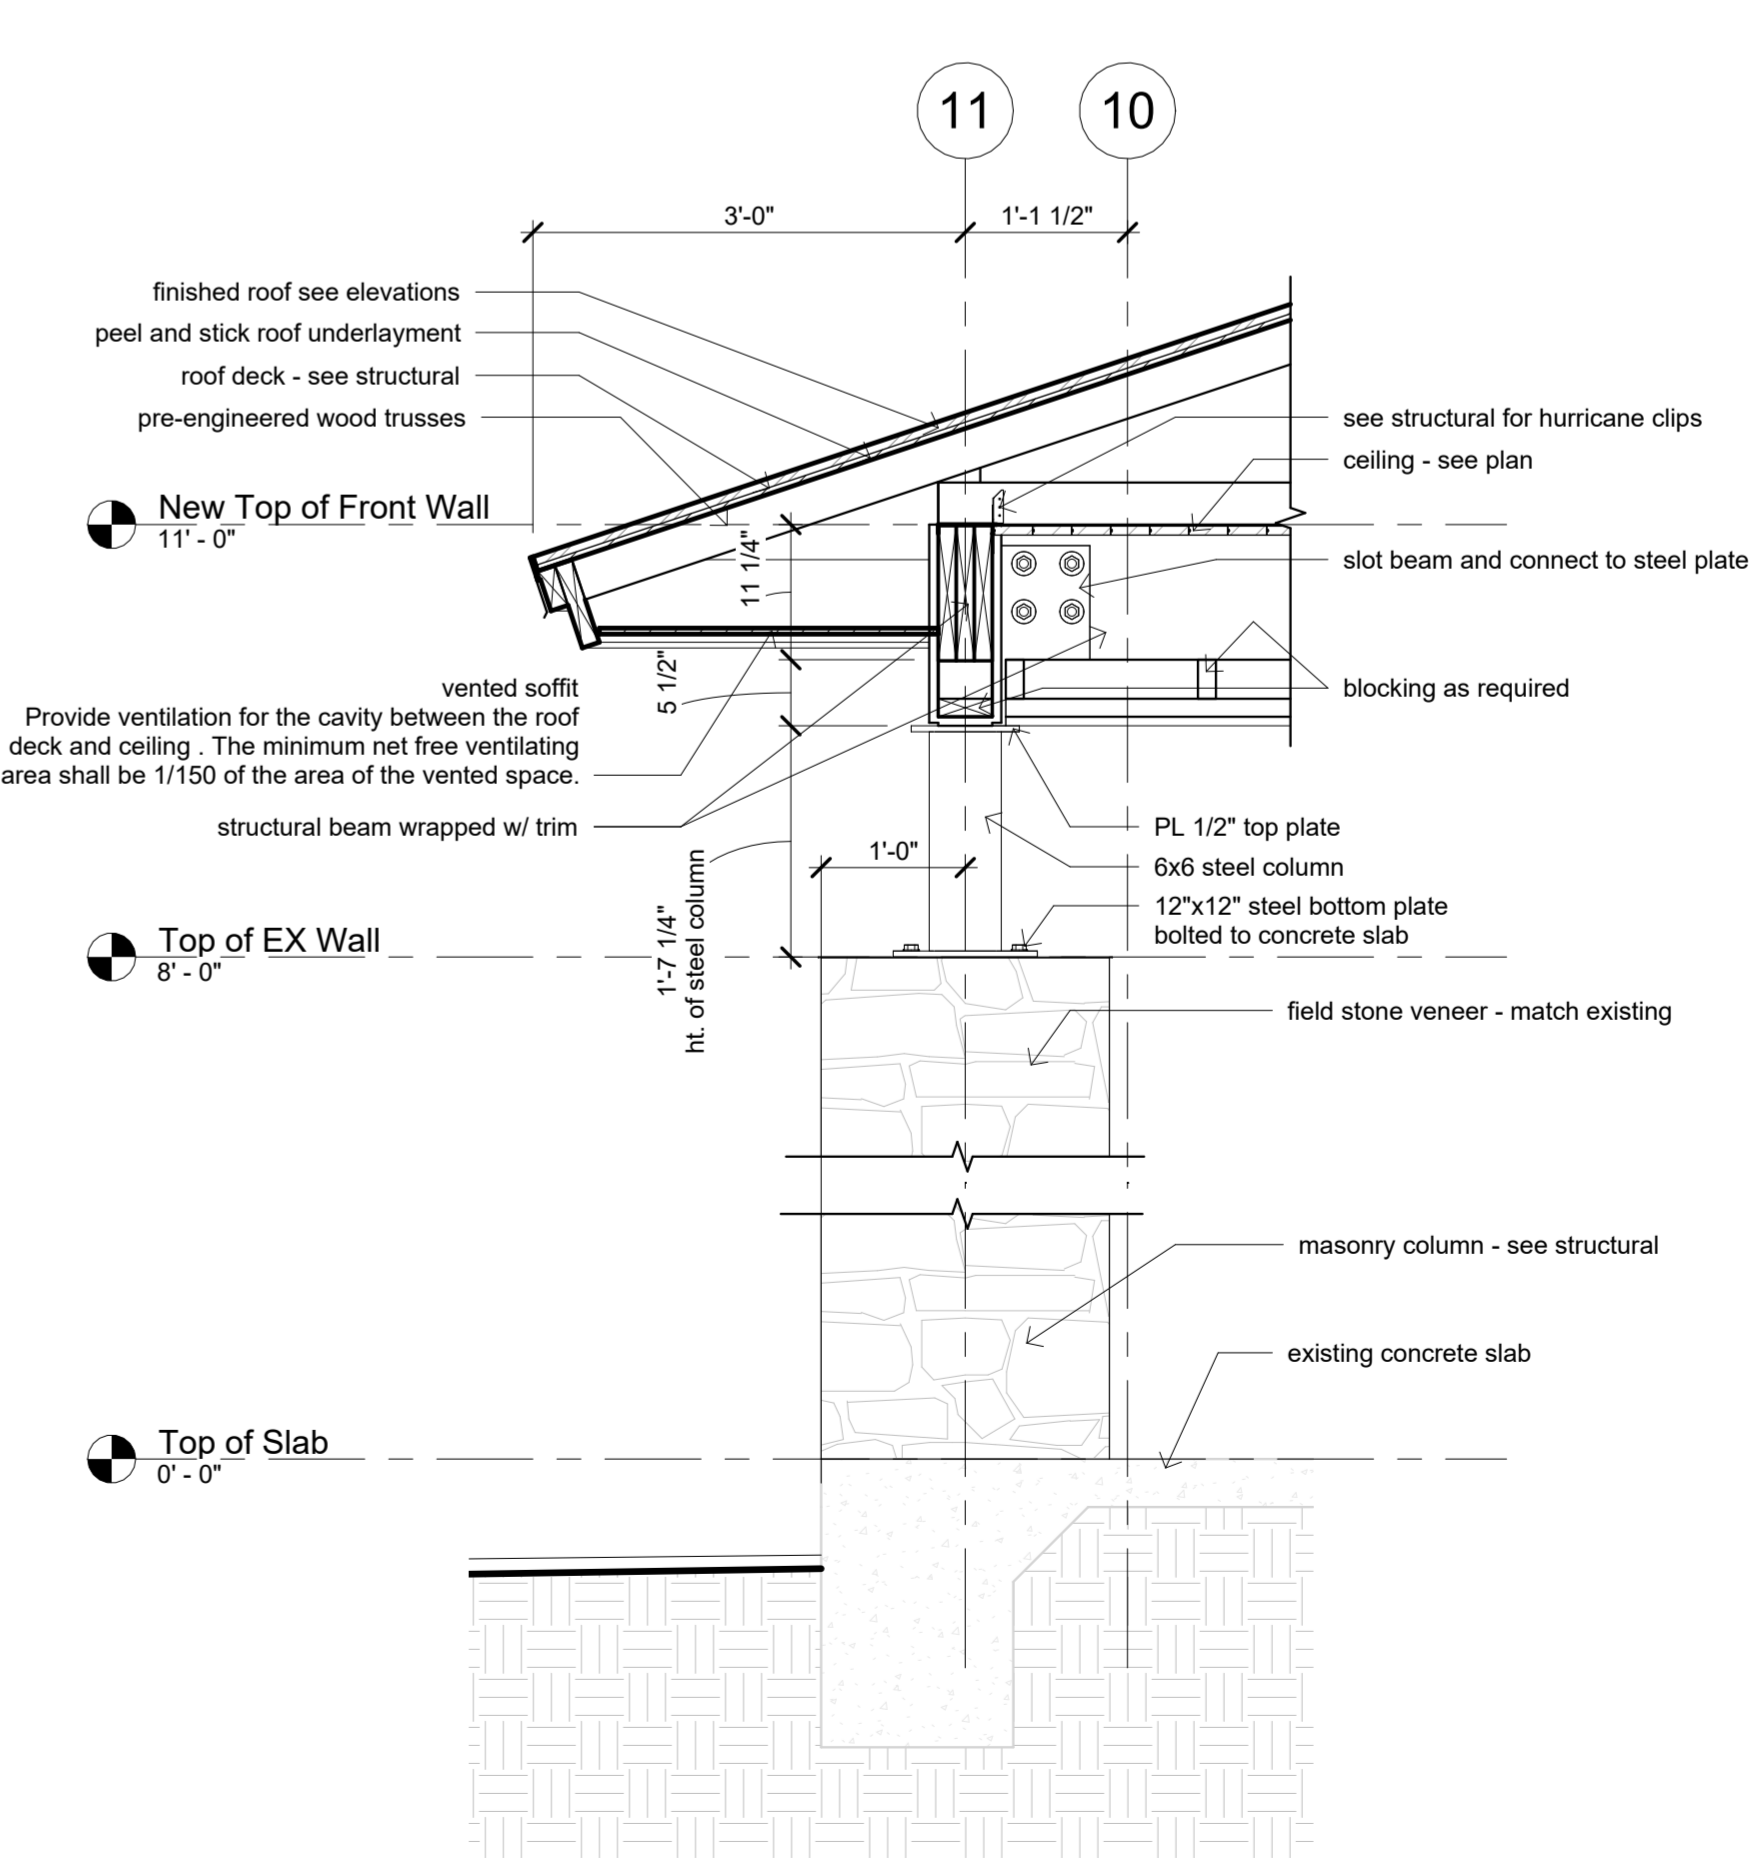 11
10
3'-0"
1'-1 1/2"
finished roof see elevations
peel and stick roof underlayment
roof deck - see structural
pre-engineered wood trusses
see structural for hurricane clips
ceiling - see plan
New Top of Front Wall
11' - 0"
11 1/4"
slot beam and connect to steel plate
5 1/2"
blocking as required
vented soffit
Provide ventilation for the cavity between the roof
deck and ceiling . The minimum net free ventilating
area shall be 1/150 of the area of the vented space.
structural beam wrapped w/ trim
PL 1/2" top plate
1'-0"
6x6 steel column
12"x12" steel bottom plate
bolted to concrete slab
1'-7 1/4"
ht. of steel column
Top of EX Wall
8' - 0"
field stone veneer - match existing
masonry column - see structural
existing concrete slab
Top of Slab
0' - 0"